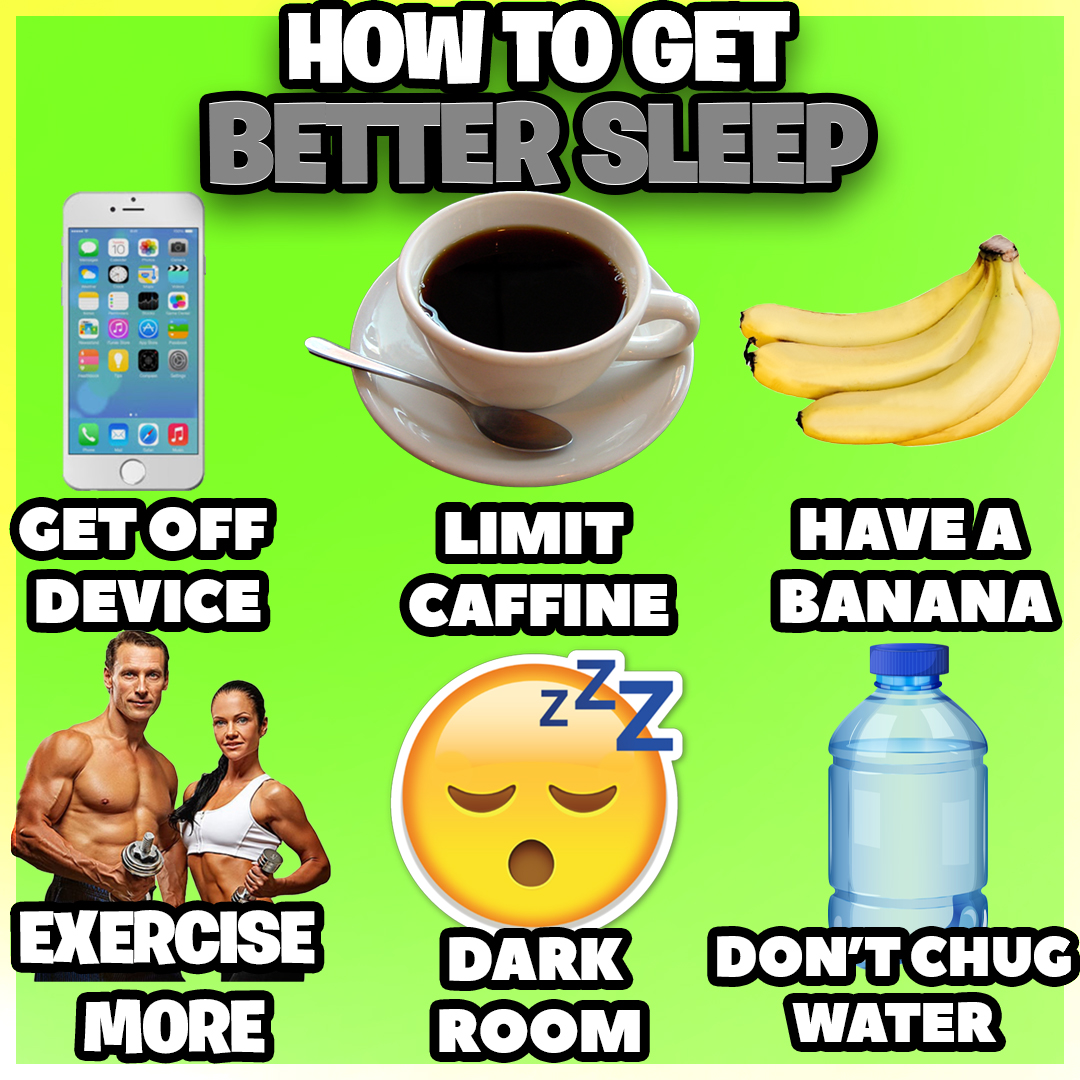 HOW TO GET
BETTER SLEEP
GET OFF
DEVICE
LIMIT
CAFFINE
HAVE A
BANANA
Z Z Z
EXERCISE
MORE
DARK
ROOM
DON'T CHUG
WATER